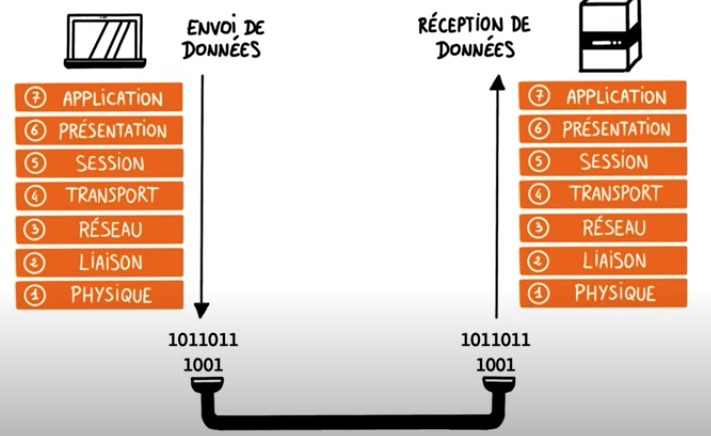 ENVOI DE
DONNÉES
RÉCEPTION DE
DONNÉES
7 APPLICATION
6 PRÉSENTATION
5 SESSION
4 TRANSPORT
3 RÉSEAU
2 LIAISON
1 PHYSIQUE
7 APPLICATION
6 PRÉSENTATION
5 SESSION
4 TRANSPORT
3 RÉSEAU
2 LIAISON
1 PHYSIQUE
1011011
1001
1011011
1001